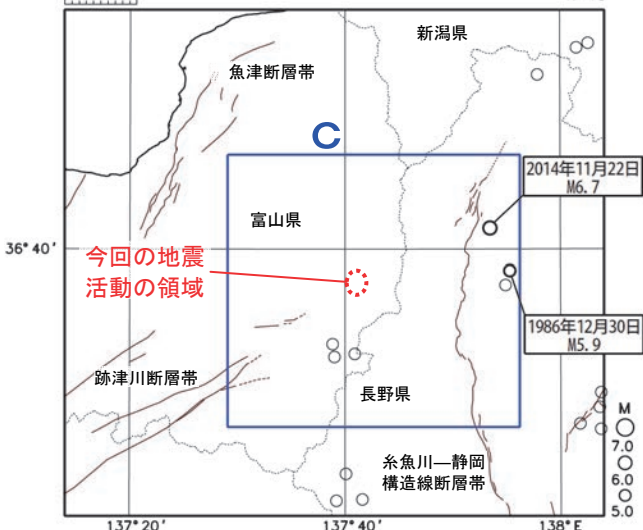 新潟県
魚津断層帯
C
2014年11月22日
M6.7
富山県
36°40′
今回の地震
活動の領域
1986年12月30日
M5.9
跡津川断層帯
長野県
M
7.0
6.0
5.0
糸魚川―静岡
構造線断層帯
137°20′
137°40′
138°E